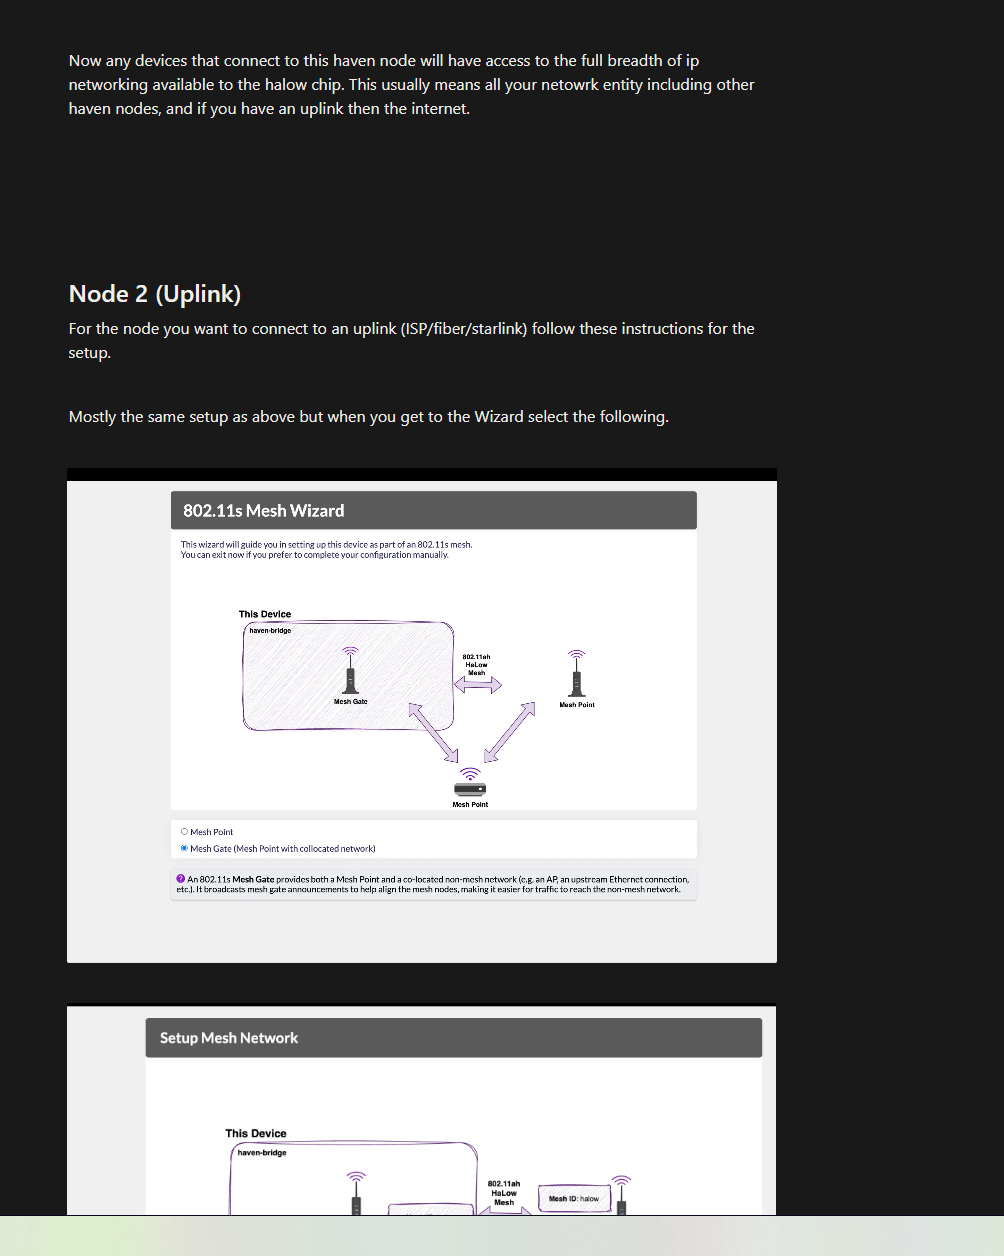 Now any devices that connect to this haven node will have access to the full breadth of ip
networking available to the halow chip. This usually means all your netowrk entity including other
haven nodes, and if you have an uplink then the internet.
Node 2 (Uplink)
For the node you want to connect to an uplink (ISP/fiber/starlink) follow these instructions for the
setup.
Mostly the same setup as above but when you get to the Wizard select the following.
802.11s Mesh Wizard
This wizard will guide you in setting up this device as part of an 802.11s mesh.
You can exit now if you prefer to complete your configuration manually.
This Device
haven-bridge
802.11ah
HaLow
Mesh
Mesh Gate
Mesh Point
Mesh Point
Mesh Point
Mesh Gate (Mesh Point with collocated network)
? An 802.11s Mesh Gate provides both a Mesh Point and a co-located non-mesh network (e.g. an AP, an upstream Ethernet connection,
etc.). It broadcasts mesh gate announcements to help align the mesh nodes, making it easier for traffic to reach the non-mesh network.
Setup Mesh Network
This Device
haven-bridge
802.11ah
HaLow
Mesh
Mesh ID: halow